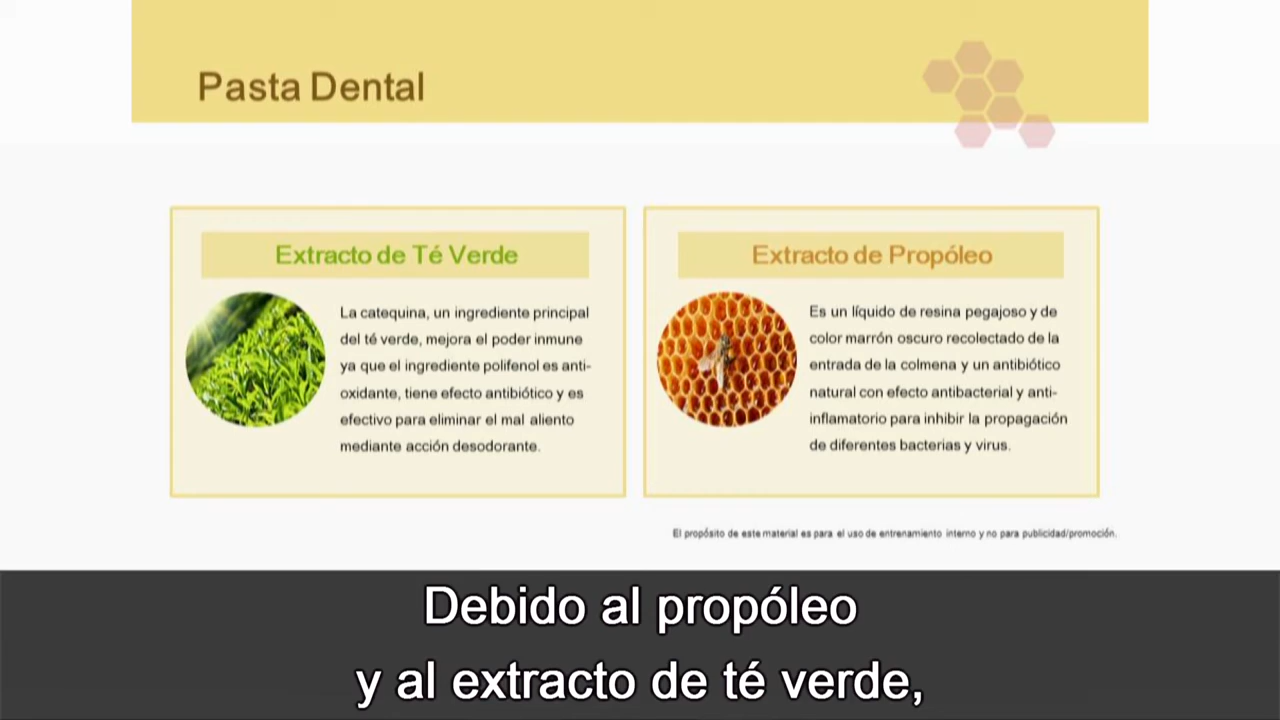 Pasta Dental
Extracto de Té Verde
La catequina, un ingrediente principal
del té verde, mejora el poder inmune
ya que el ingrediente polifenol es anti-
oxidante, tiene efecto antibiótico y es
efectivo para eliminar el mal aliento
mediante acción desodorante.
Extracto de Propóleo
Es un líquido de resina pegajoso y de
color marrón oscuro recolectado de la
entrada de la colmena y un antibiótico
natural con efecto antibacterial y anti-
inflamatorio para inhibir la propagación
de diferentes bacterias y virus.
El propósito de este material es para el uso de entrenamiento interno y no para publicidad/promoción.
Debido al propóleo
y al extracto de té verde,